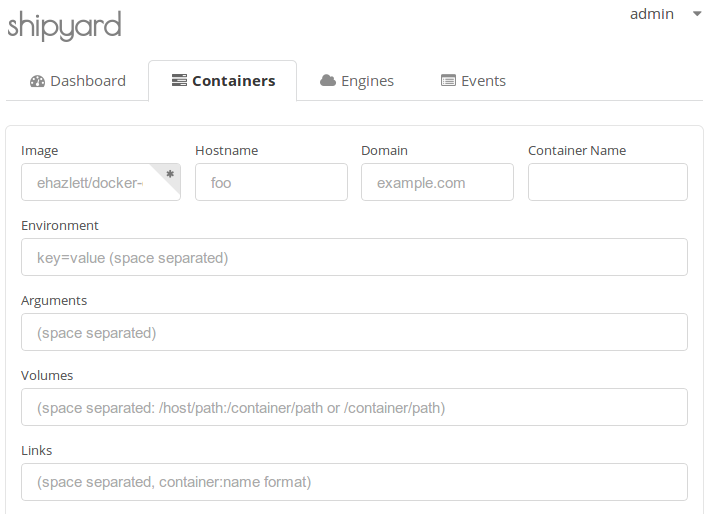 shipyard
admin
Dashboard Containers Engines Events
Image Hostname Domain Container Name
ehazlett/docker- * foo example.com
Environment
key=value (space separated)
Arguments
(space separated)
Volumes
(space separated: /host/path:/container/path or /container/path)
Links
(space separated, container:name format)